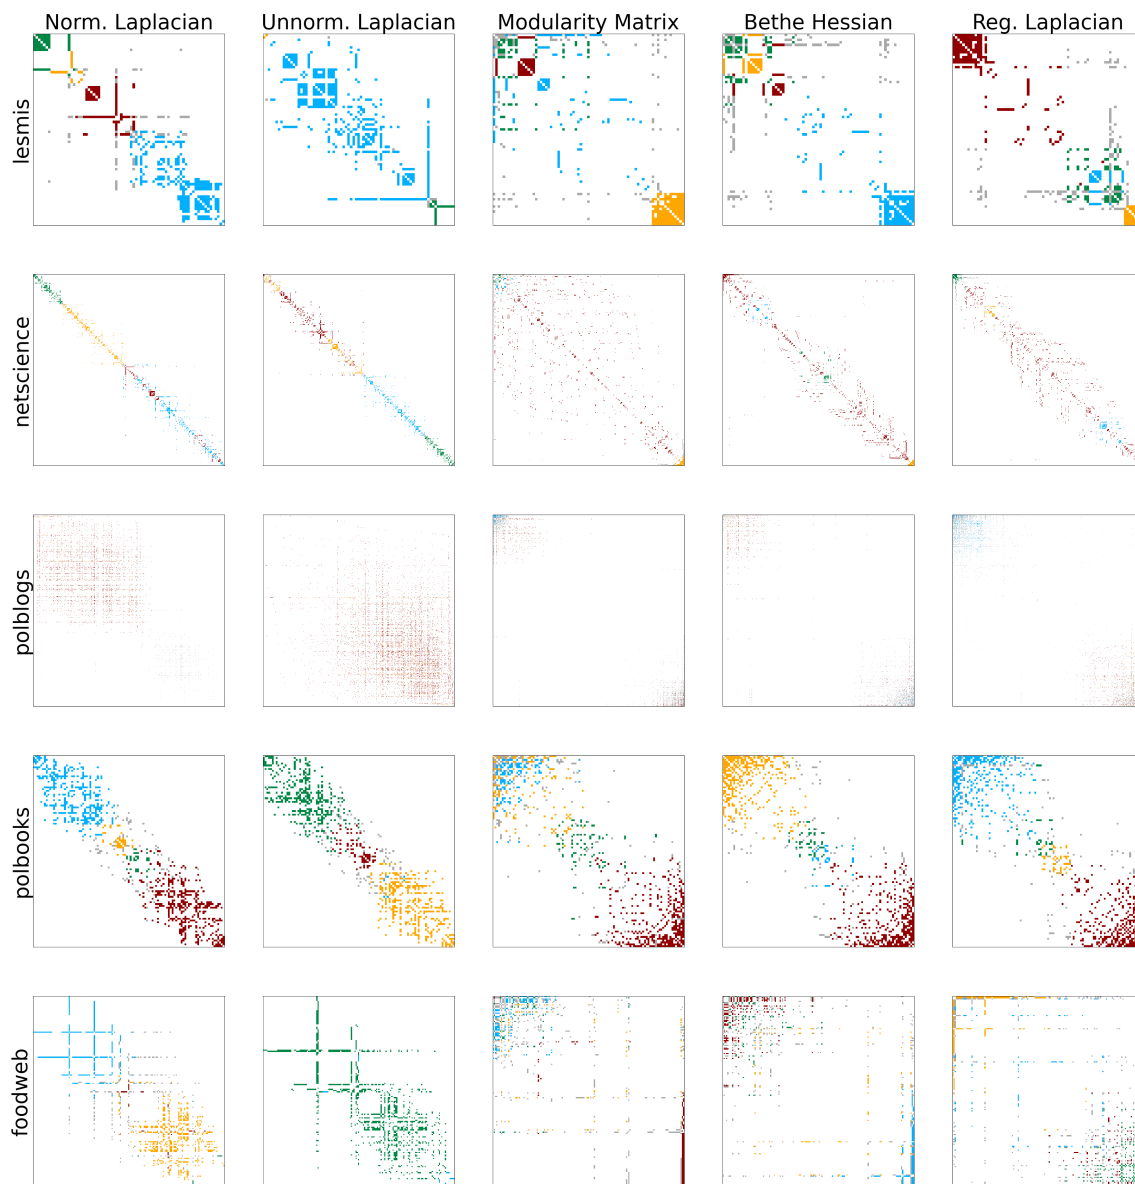 Norm. Laplacian Unnorm. Laplacian Modularity Matrix Bethe Hessian Reg. Laplacian
lesmis
netscience
polblogs
polbooks
foodweb